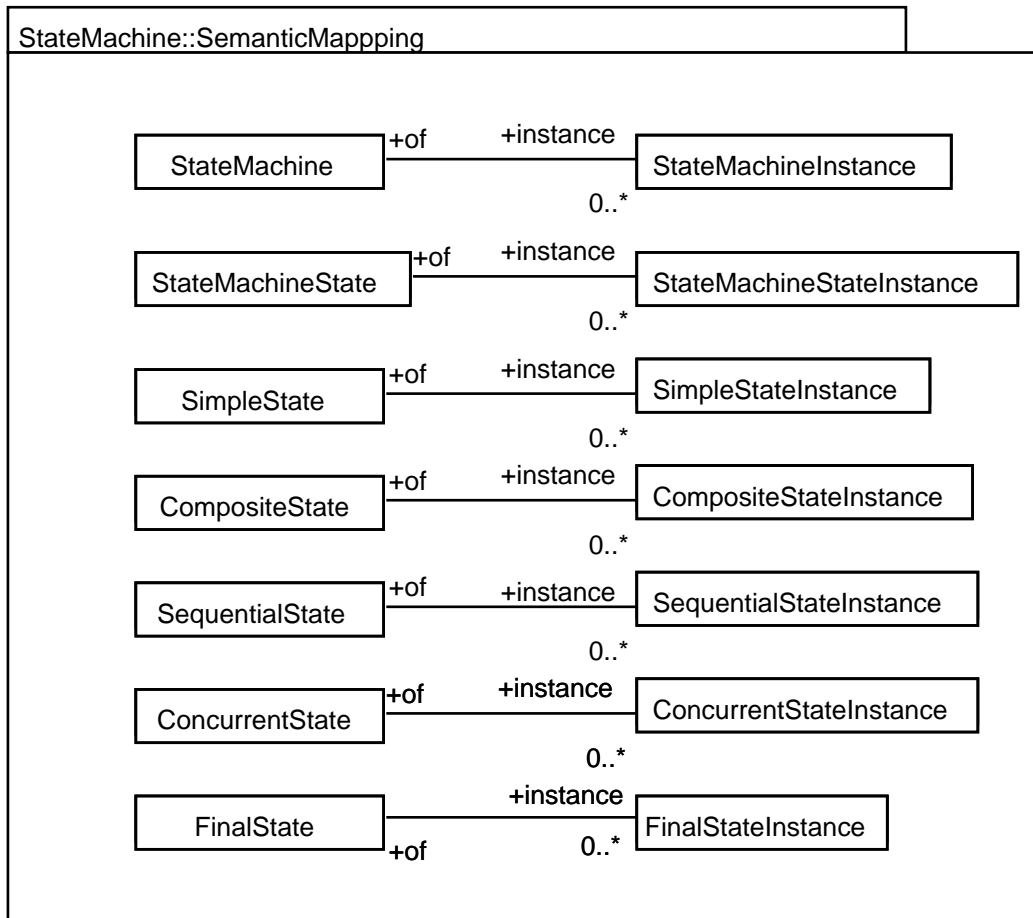 StateMachine::SemanticMappping
+of +instance
StateMachine StateMachineInstance
0..*
+of +instance
StateMachineState StateMachineStateInstance
0..*
+of +instance
SimpleState SimpleStateInstance
0..*
+of +instance
CompositeState CompositeStateInstance
0..*
+of +instance
SequentialState SequentialStateInstance
0..*
+of +instance
ConcurrentState ConcurrentStateInstance
0..*
+instance
FinalState FinalStateInstance
+of 0..*